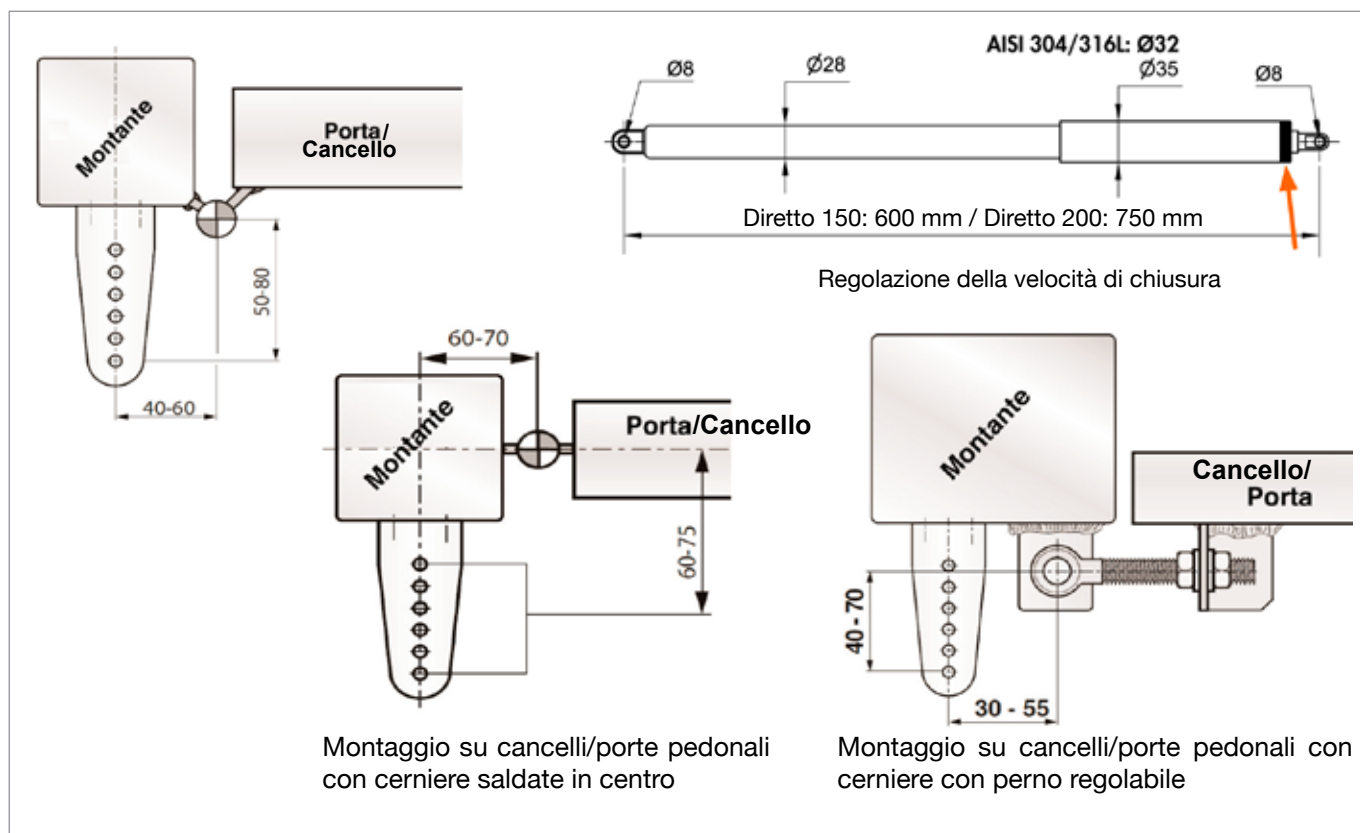 Montante
Porta/
Cancello
50-80
40-60
AISI 304/316L: Ø32
Ø8
Ø28
Ø35
Ø8
Diretto 150: 600 mm / Diretto 200: 750 mm
Regolazione della velocità di chiusura
60-70
Montante
Porta/Cancello
60-75
Montaggio su cancelli/porte pedonali
con cerniere saldate in centro
Montante
Cancello/
Porta
40 - 70
30 - 55
Montaggio su cancelli/porte pedonali con
cerniere con perno regolabile